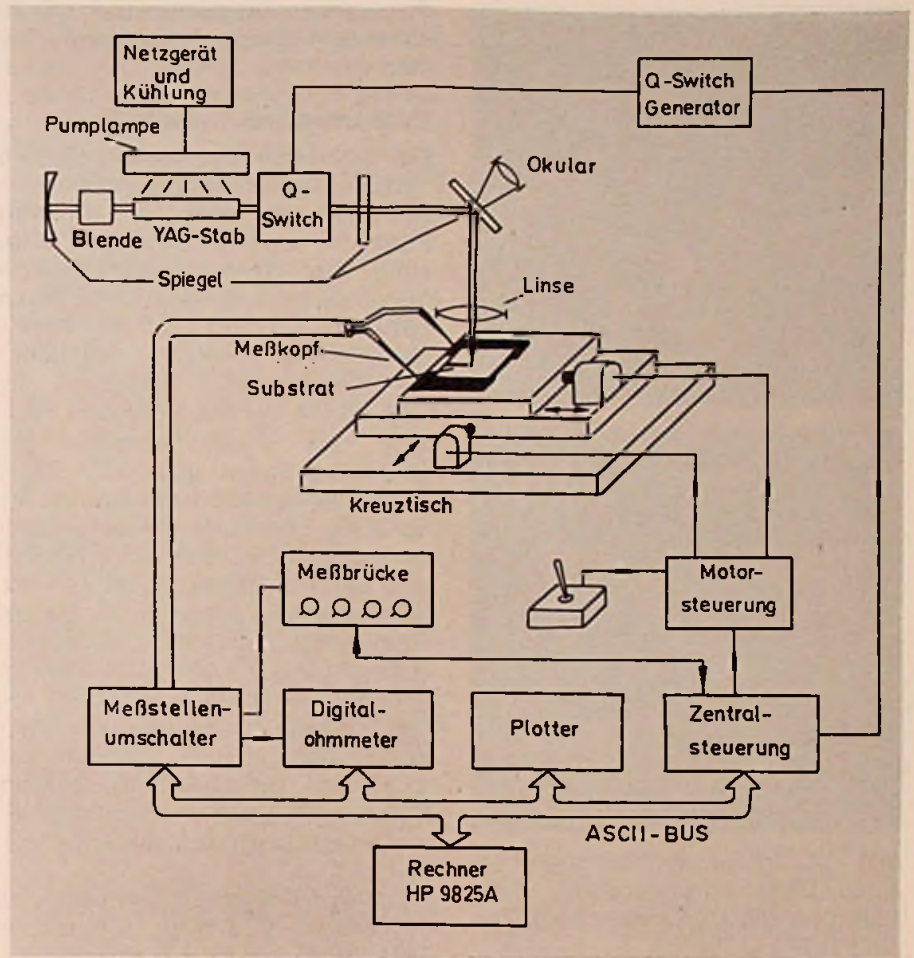 Netzgerät
und
Kühlung
Q-Switch
Generator
Pumplampe
Okular
Q-
Switch
Blende
YAG-Stab
Spiegel
Linse
Meßkopf
Substrat
Kreuztisch
Meßbrücke
Motor-
steuerung
Meßstellen-
umschalter
Digital-
ohmmeter
Plotter
Zentral-
steuerung
ASCII-BUS
Rechner
HP 9825A